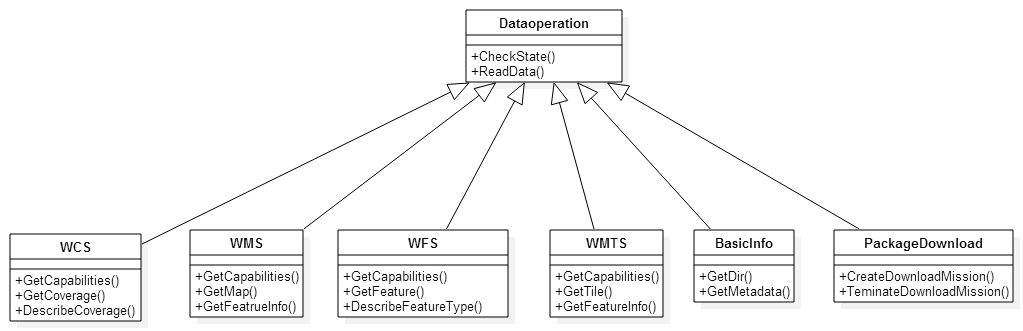 Dataoperation
+CheckState()
+ReadData()
WCS
+GetCapabilities()
+GetCoverage()
+DescribeCoverage()
WMS
+GetCapabilities()
+GetMap()
+GetFeatrueInfo()
WFS
+GetCapabilities()
+GetFeature()
+DescribeFeatureType()
WMTS
+GetCapabilities()
+GetTile()
+GetFeatureInfo()
BasicInfo
+GetDir()
+GetMetadata()
PackageDownload
+CreateDownloadMission()
+TeminateDownloadMission()